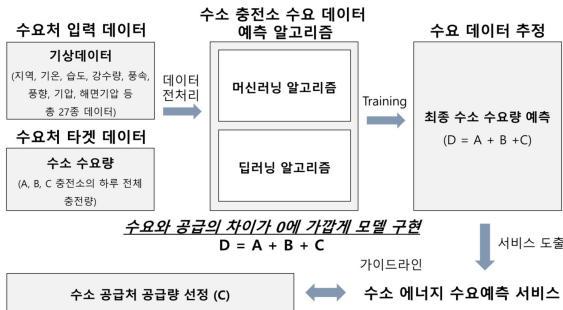 수요처 입력 데이터
기상데이터
(지역, 기온, 습도, 강수량, 풍속,
풍향, 기압, 해면기압 등
총 27종 데이터)
수요처 타겟 데이터
수소 수요량
(A, B, C 충전소의 하루 전체
충전량)
데이터
전처리
수소 충전소 수요 데이터
예측 알고리즘
머신러닝 알고리즘
딥러닝 알고리즘
Training
수요 데이터 추정
최종 수소 수요량 예측
(D = A + B +C)
수요와 공급의 차이가 0에 가깝게 모델 구현
D = A + B + C
서비스 도출
가이드라인
수소 공급처 공급량 선정 (C)
수소 에너지 수요예측 서비스